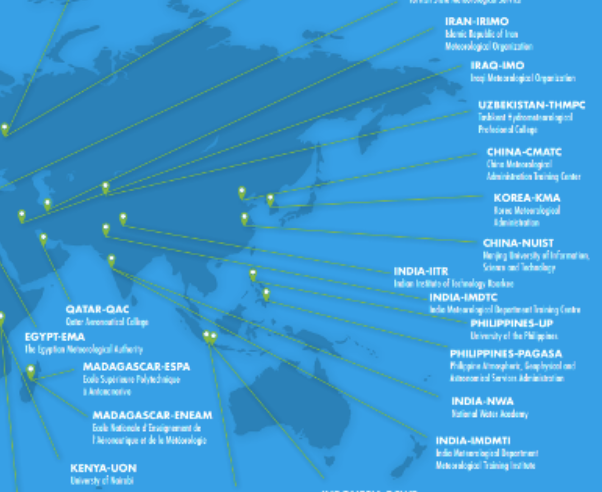 IRAN-IRIMO
Islamic Republic of Iran
Meteorological Organization
IRAQ-IMO
Iraqi Meteorological Organization
UZBEKISTAN-THMPC
Tashkent Hydrometeorological
Profesional College
CHINA-CMATC
China Meteorological
Administration Training Center
KOREA-KMA
Korea Meteorological
Administration
CHINA-NUIST
Nanjing University of Information,
Science and Technology
INDIA-IITR
Indian Institute of Technology Roorkee
INDIA-IMDTC
India Meteorological Department Training Centre
QATAR-QAC
Qatar Aeronautical College
PHILIPPINES-UP
University of the Philippines
EGYPT-EMA
The Egyptian Meteorological Authority
PHILIPPINES-PAGASA
Philippine Atmospheric, Geophysical and
Astronomical Services Administration
MADAGASCAR-ESPA
Ecole Supérieure Polytechnique
à Antananarivo
INDIA-NWA
National Water Academy
MADAGASCAR-ENEAM
Ecole Nationale d'Enseignement de
l'Aéronautique et de la Météorologie
INDIA-IMDMTI
India Meteorological Department
Meteorological Training Institute
KENYA-UON
University of Nairobi